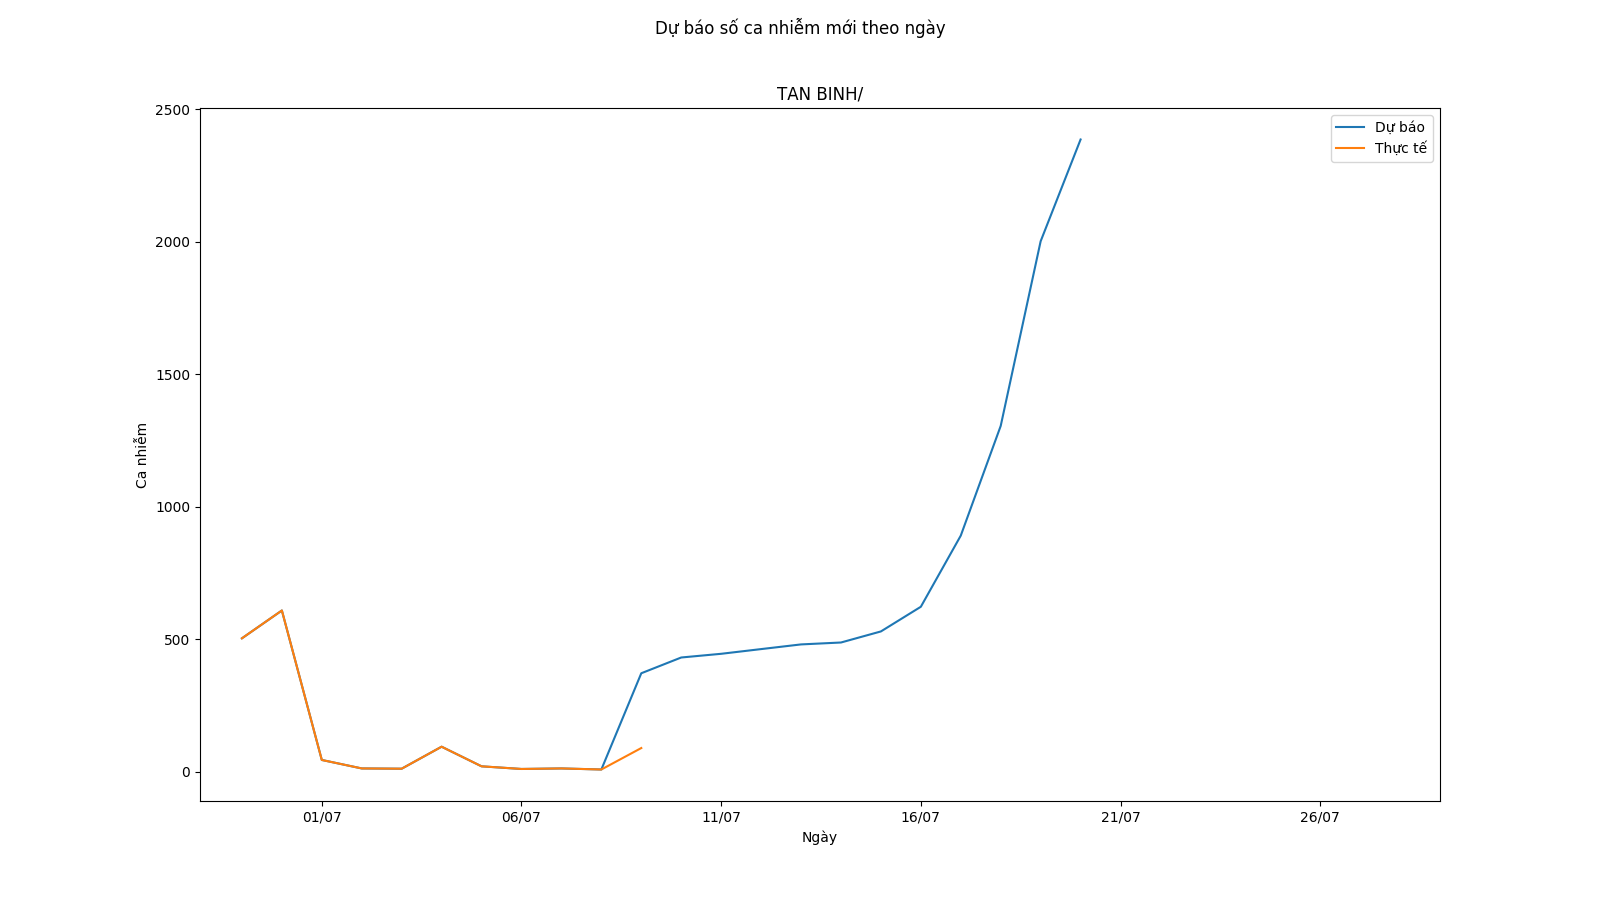 Dự báo số ca nhiễm mới theo ngày
TAN BINH/
2500
2000
1500
1000
500
0
Ca nhiễm
Dự báo
Thực tế
01/07
06/07
11/07
16/07
21/07
26/07
Ngày